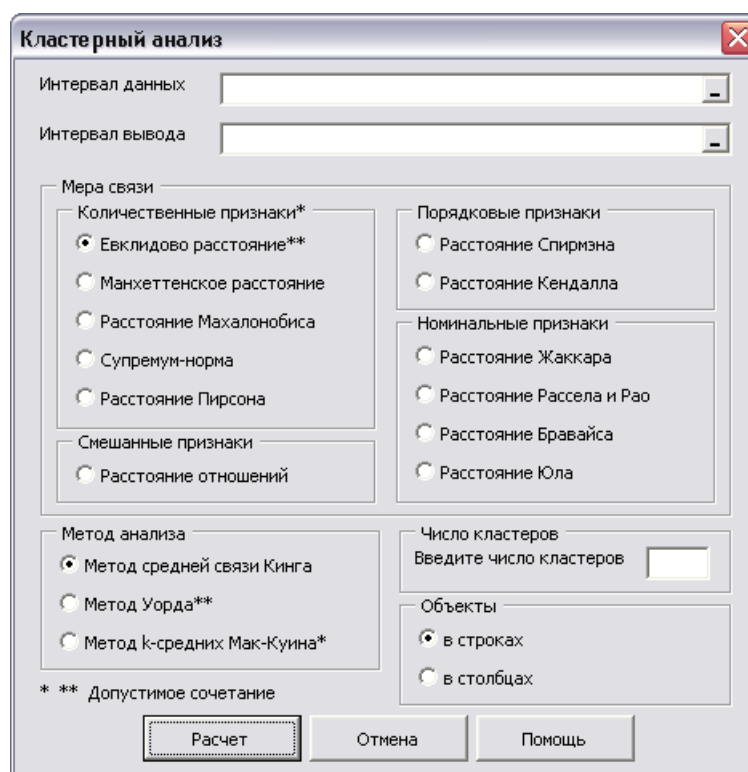 Кластерный анализ
Интервал данных
Интервал вывода
Мера связи
Количественные признаки*
Евклидово расстояние**
Манхеттенское расстояние
Расстояние Махалонобиса
Супремум-норма
Расстояние Пирсона
Смешанные признаки
Расстояние отношений
Порядковые признаки
Расстояние Спирмэна
Расстояние Кендалла
Номинальные признаки
Расстояние Жаккара
Расстояние Рассела и Рао
Расстояние Бравайса
Расстояние Юла
Метод анализа
Метод средней связи Кинга
Метод Уорда**
Метод k-средних Мак-Куина*
Число кластеров
Введите число кластеров
Объекты
в строках
в столбцах
* ** Допустимое сочетание
Расчет
Отмена
Помощь